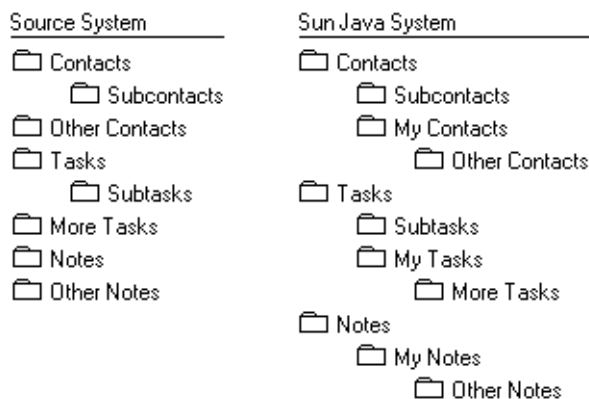 Source System
Contacts
Subcontacts
Other Contacts
Tasks
Subtasks
More Tasks
Notes
Other Notes
Sun Java System
Contacts
Subcontacts
My Contacts
Other Contacts
Tasks
Subtasks
My Tasks
More Tasks
Notes
My Notes
Other Notes